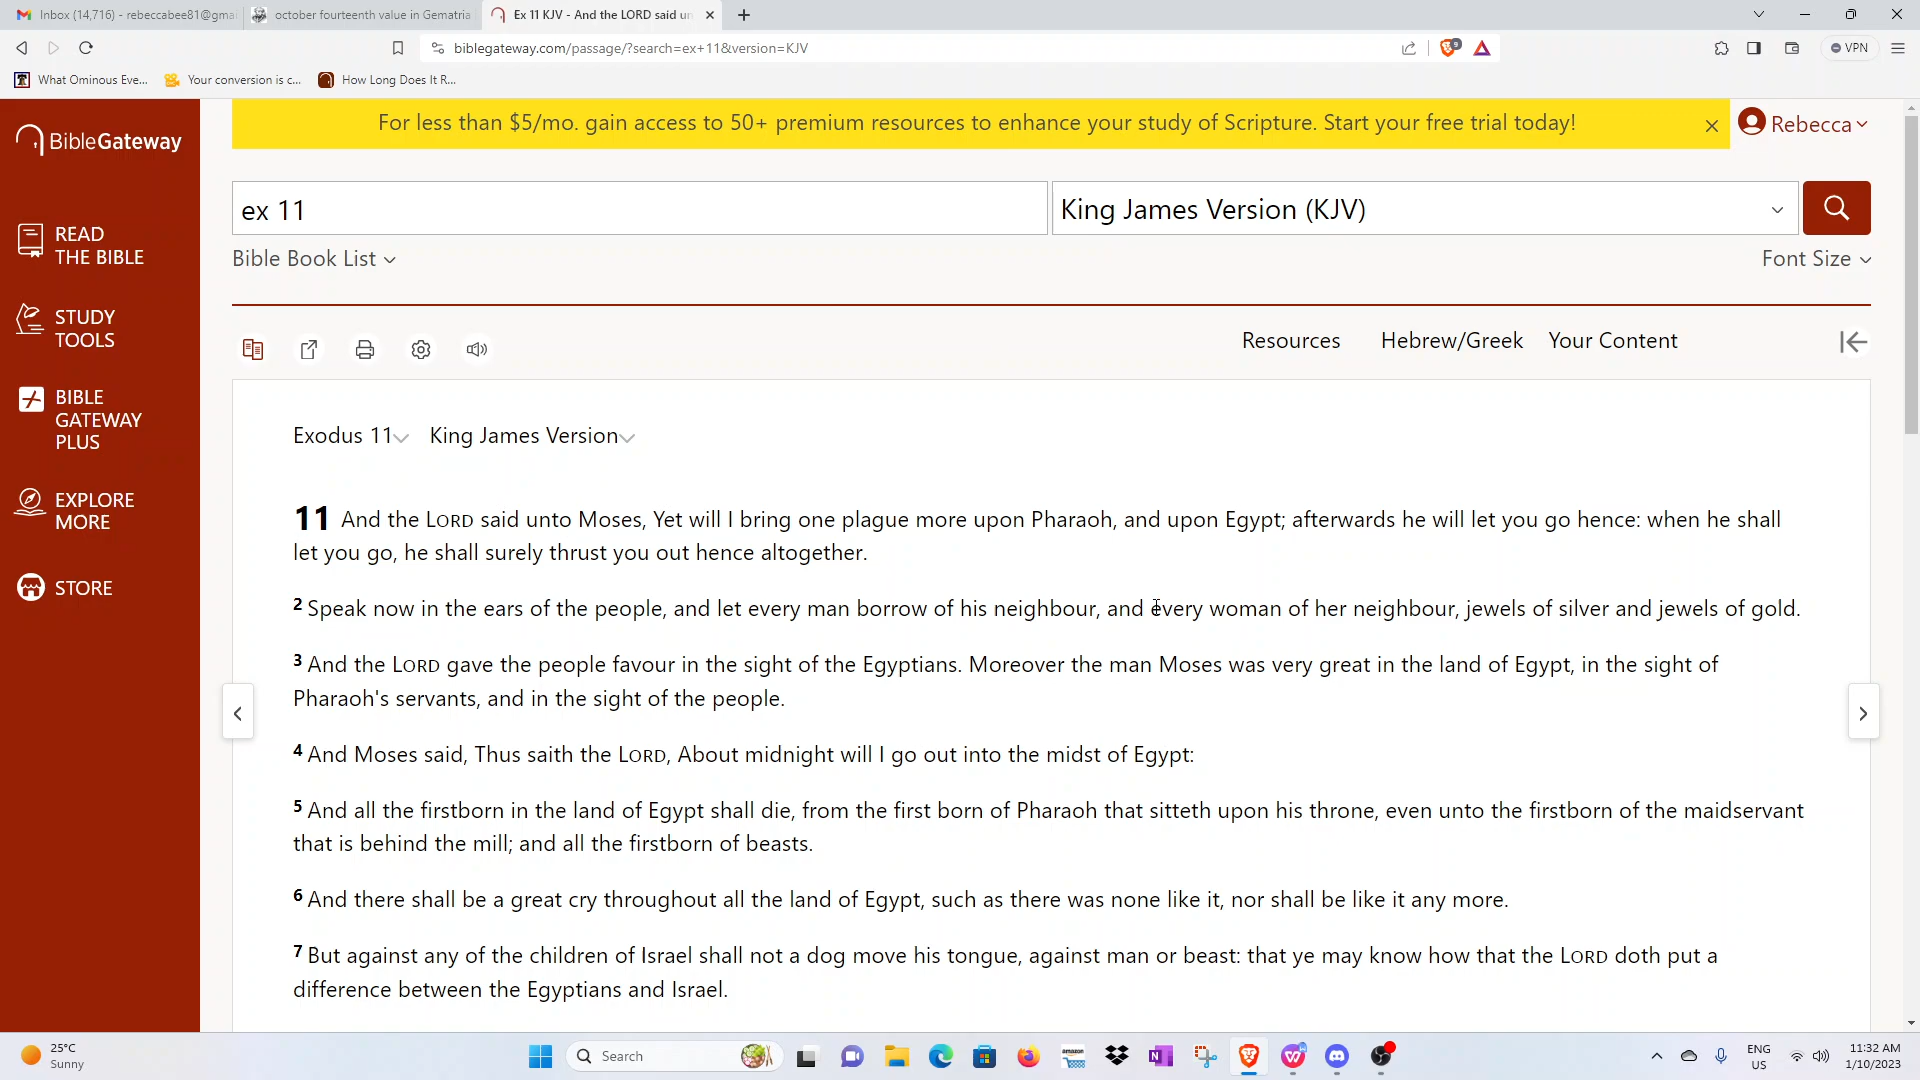 Inbox (14,716) - rebeccabee81@gmai
october fourteenth value in Gematria
Ex 11 KJV - And the LORD said un
biblegateway.com/passage/?search=ex+11&version=KJV
9
VPN
What Ominous Eve...
Your conversion is c...
How Long Does It R...
BibleGateway
For less than $5/mo. gain access to 50+ premium resources to enhance your study of Scripture. Start your free trial today!
Rebecca
ex 11
King James Version (KJV)
Bible Book List
Font Size
READ
THE BIBLE
STUDY
TOOLS
BIBLE
GATEWAY
PLUS
EXPLORE
MORE
STORE
Resources
Hebrew/Greek
Your Content
Exodus 11
King James Version
11 And the LORD said unto Moses, Yet will I bring one plague more upon Pharaoh, and upon Egypt; afterwards he will let you go hence: when he shall
let you go, he shall surely thrust you out hence altogether.
2 Speak now in the ears of the people, and let every man borrow of his neighbour, and every woman of her neighbour, jewels of silver and jewels of gold.
3 And the LORD gave the people favour in the sight of the Egyptians. Moreover the man Moses was very great in the land of Egypt, in the sight of
Pharaoh's servants, and in the sight of the people.
4 And Moses said, Thus saith the LORD, About midnight will I go out into the midst of Egypt:
5 And all the firstborn in the land of Egypt shall die, from the first born of Pharaoh that sitteth upon his throne, even unto the firstborn of the maidservant
that is behind the mill; and all the firstborn of beasts.
6 And there shall be a great cry throughout all the land of Egypt, such as there was none like it, nor shall be like it any more.
7 But against any of the children of Israel shall not a dog move his tongue, against man or beast: that ye may know how that the LORD doth put a
difference between the Egyptians and Israel.
25°C
Sunny
Search
amazon
ENG
US
11:32 AM
1/10/2023